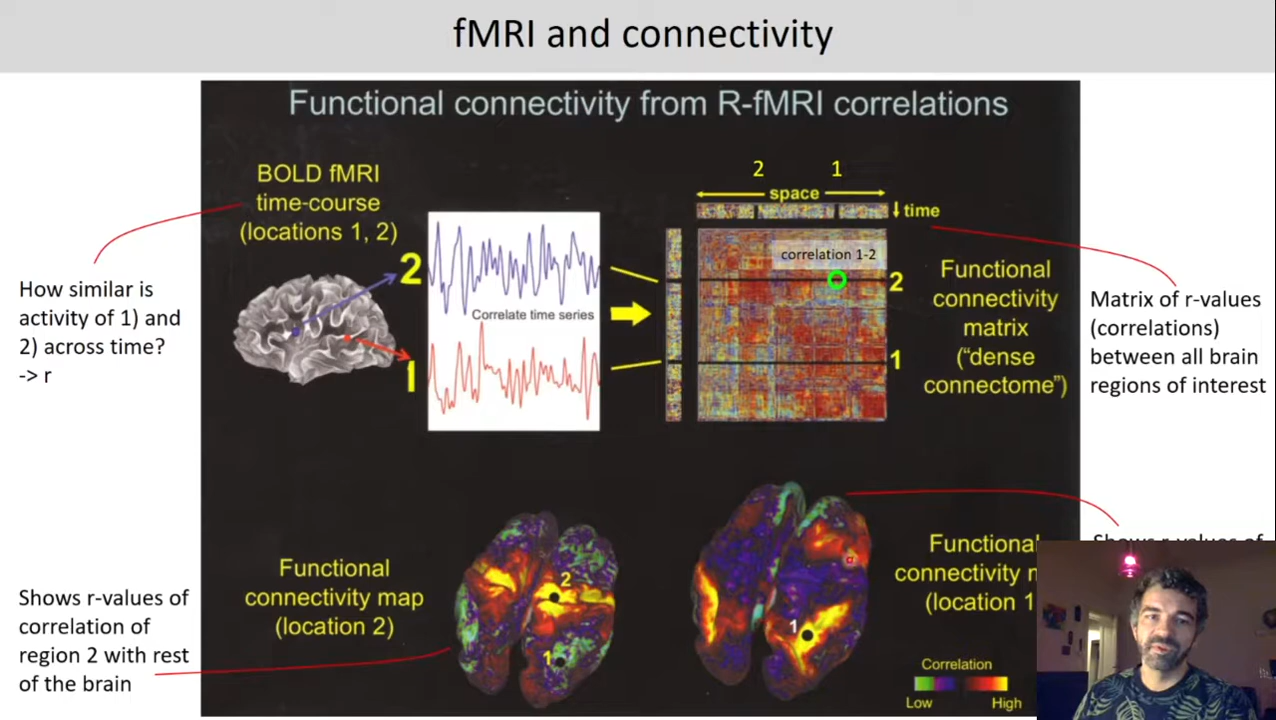 fMRI and connectivity
Functional connectivity from R-fMRI correlations
BOLD fMRI
time-course
(locations 1, 2)
2
1
Correlate time series
2 1
space
time
correlation 1-2
2
1
Functional
connectivity
matrix
("dense
connectome")
How similar is
activity of 1) and
2) across time?
-> r
Matrix of r-values
(correlations)
between all brain
regions of interest
Functional
connectivity map
(location 2)
2
1
1
Functional
connectivity
(location 1
Correlation
Low High
Shows r-values of
correlation of
region 2 with rest
of the brain